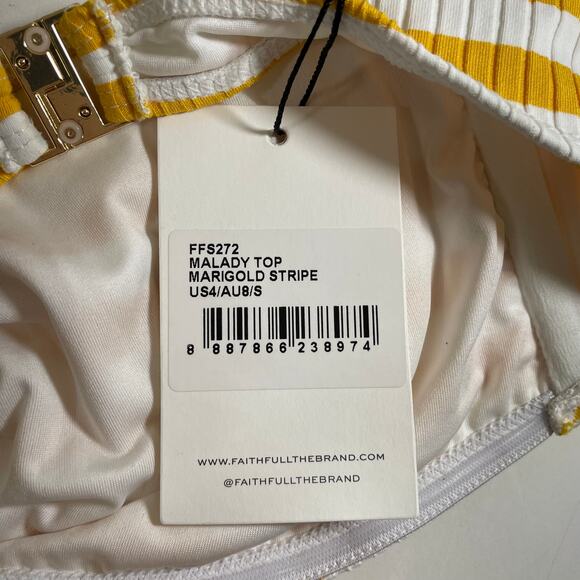 FFS272
MALADY TOP
MARIGOLD STRIPE
US4/AU8/S
8 887866 238974
WWW.FAITHFULLTHEBRAND.COM
@FAITHFULLTHEBRAND